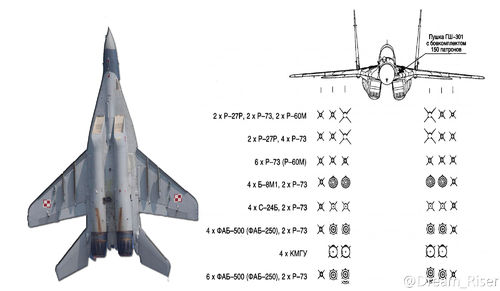 Пушка ГШ-301
с боекомплектом
150 патронов
2 х Р-27Р, 2 х Р-73, 2 х Р-60М
2 х Р-27Р, 4 х Р-73
6 х Р-73 (Р-60М)
4 х Б-8М1, 2 х Р-73
4 х С-24Б, 2 х Р-73
4 х ФАБ-500 (ФАБ-250), 2 х Р-73
4 х КМГУ
6 х ФАБ-500 (ФАБ-250), 2 х Р-73
@Dream_Riser